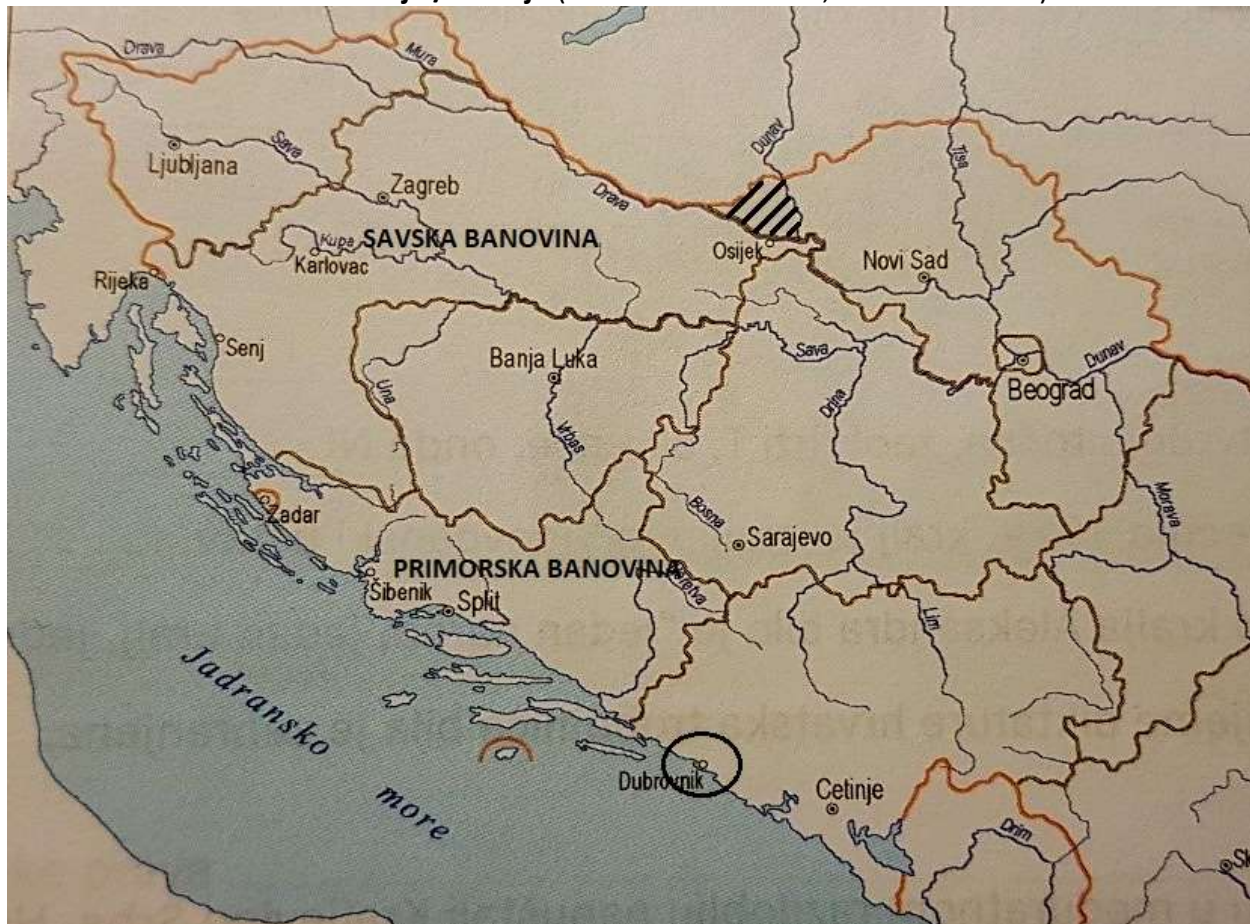 Drava
Mura
Ljubljana
Sava
Zagreb
Drava
Dunav
Tisa
Kupa
SAVSKA BANOVINA
Karlovac
Osijek
Novi Sad
Rijeka
Senj
Banja Luka
Una
Vrbas
Sava
Drina
Dunav
Beograd
Zadar
Bosna
Sarajevo
Morava
PRIMORSKA BANOVINA
Neretva
Šibenik
Split
Lim
Jadransko
more
Dubrovnik
Cetinje
Drim
Sk